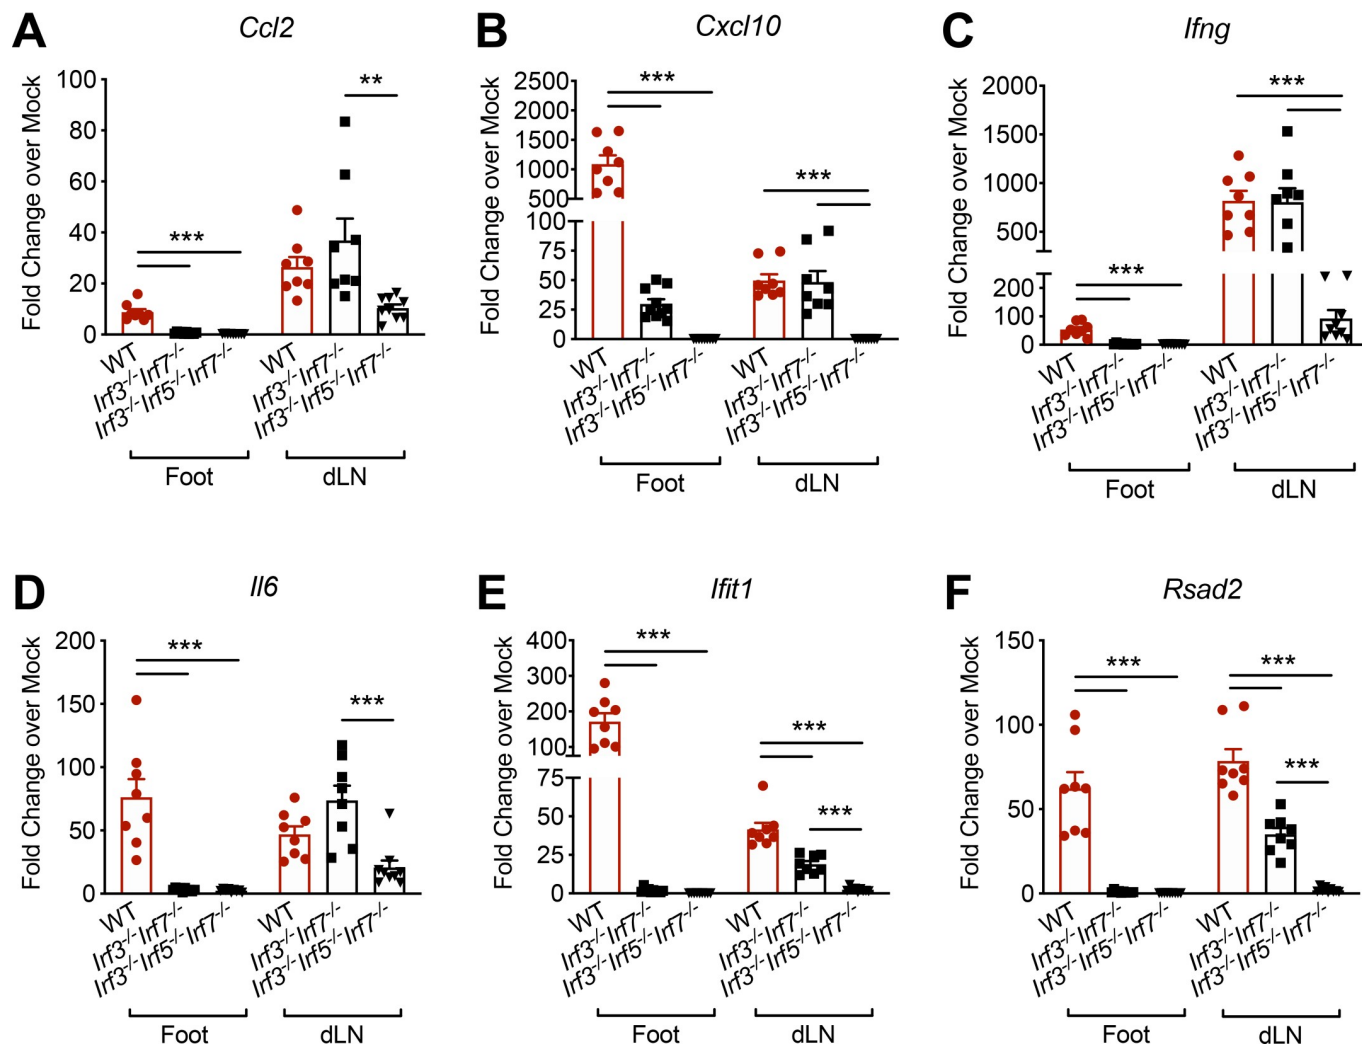 A
Ccl2
Fold Change over Mock
100
80
60
40
20
0
**
***
WT
Irf3-/-Irf7-/-
Irf3-/-Irf5-/-Irf7-/-
WT
Irf3-/-Irf7-/-
Irf3-/-Irf5-/-Irf7-/-
Foot
dLN
B
Cxcl10
Fold Change over Mock
2500
2000
1500
1000
500
100
75
50
25
0
***
***
WT
Irf3-/-Irf7-/-
Irf3-/-Irf5-/-Irf7-/-
WT
Irf3-/-Irf7-/-
Irf3-/-Irf5-/-Irf7-/-
Foot
dLN
C
Ifng
Fold Change over Mock
2000
1500
1000
500
200
100
0
***
***
WT
Irf3-/-Irf7-/-
Irf3-/-Irf5-/-Irf7-/-
WT
Irf3-/-Irf7-/-
Irf3-/-Irf5-/-Irf7-/-
Foot
dLN
D
Il6
Fold Change over Mock
200
150
100
50
0
***
***
WT
Irf3-/-Irf7-/-
Irf3-/-Irf5-/-Irf7-/-
WT
Irf3-/-Irf7-/-
Irf3-/-Irf5-/-Irf7-/-
Foot
dLN
E
Ifit1
Fold Change over Mock
400
300
200
100
75
50
25
0
***
***
***
WT
Irf3-/-Irf7-/-
Irf3-/-Irf5-/-Irf7-/-
WT
Irf3-/-Irf7-/-
Irf3-/-Irf5-/-Irf7-/-
Foot
dLN
F
Rsad2
Fold Change over Mock
150
100
50
0
***
***
***
WT
Irf3-/-Irf7-/-
Irf3-/-Irf5-/-Irf7-/-
WT
Irf3-/-Irf7-/-
Irf3-/-Irf5-/-Irf7-/-
Foot
dLN